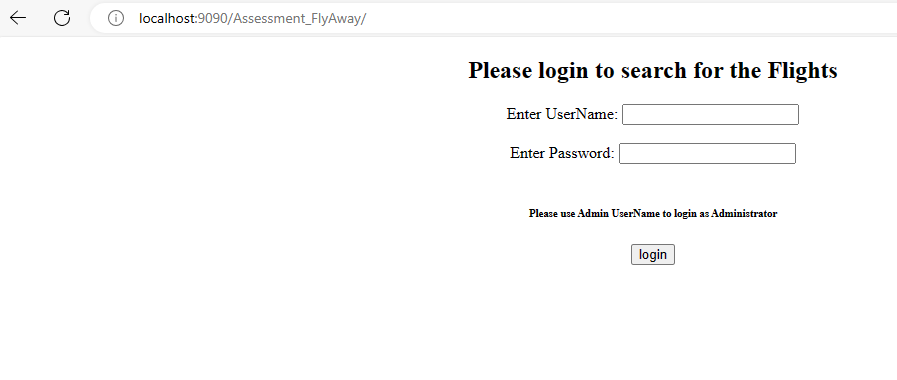 localhost:9090/Assessment_FlyAway/
Please login to search for the Flights
Enter UserName:
Enter Password:
Please use Admin UserName to login as Administrator
login